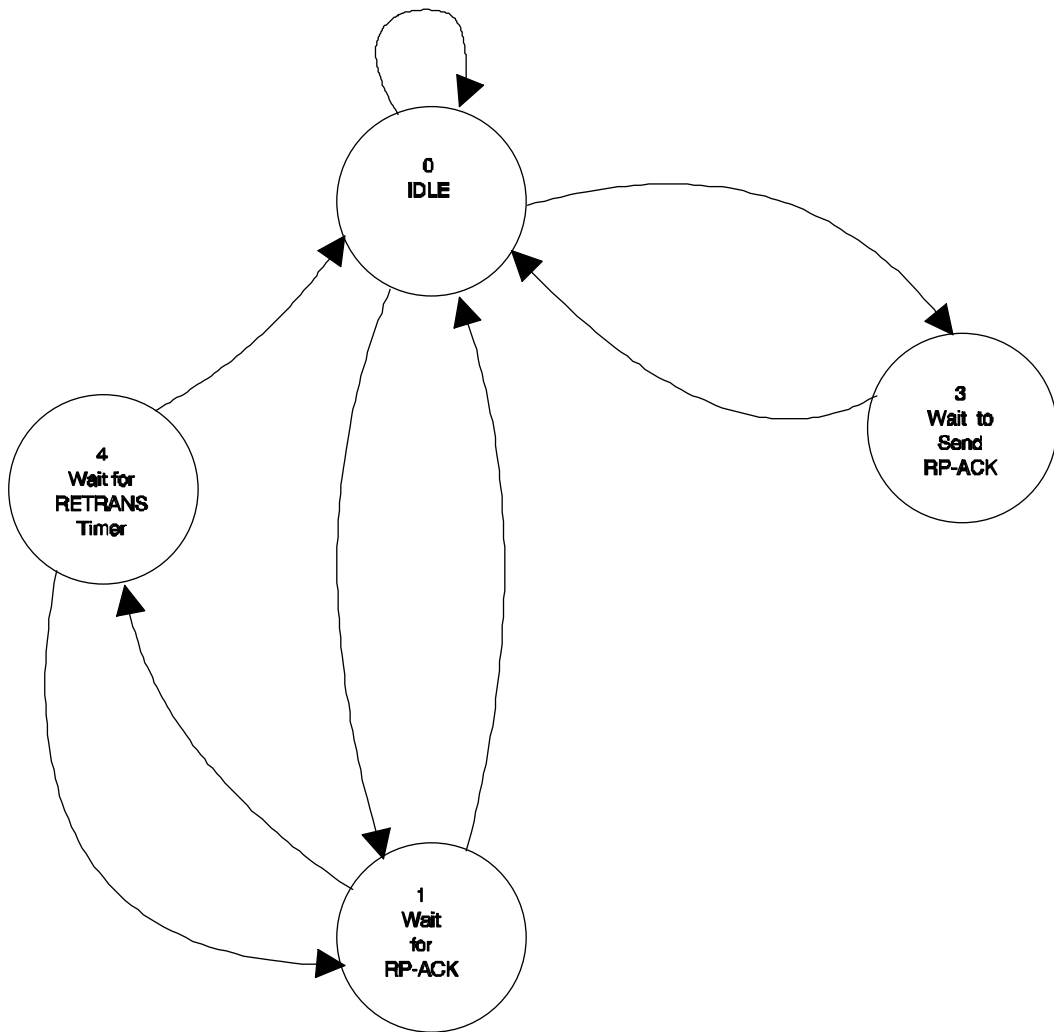 0
IDLE
3
Wait to
Send
RP-ACK
4
Wait for
RETRANS
Timer
1
Wait
for
RP-ACK